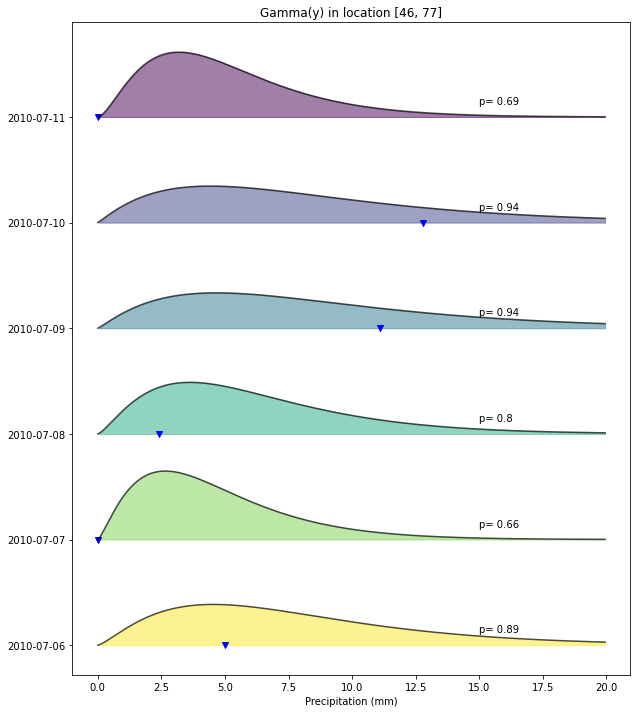 Gamma(y) in location [46, 77]
p= 0.69
2010-07-11
p= 0.94
2010-07-10
p= 0.94
2010-07-09
p= 0.8
2010-07-08
p= 0.66
2010-07-07
p= 0.89
2010-07-06
0.0 2.5 5.0 7.5 10.0 12.5 15.0 17.5 20.0
Precipitation (mm)